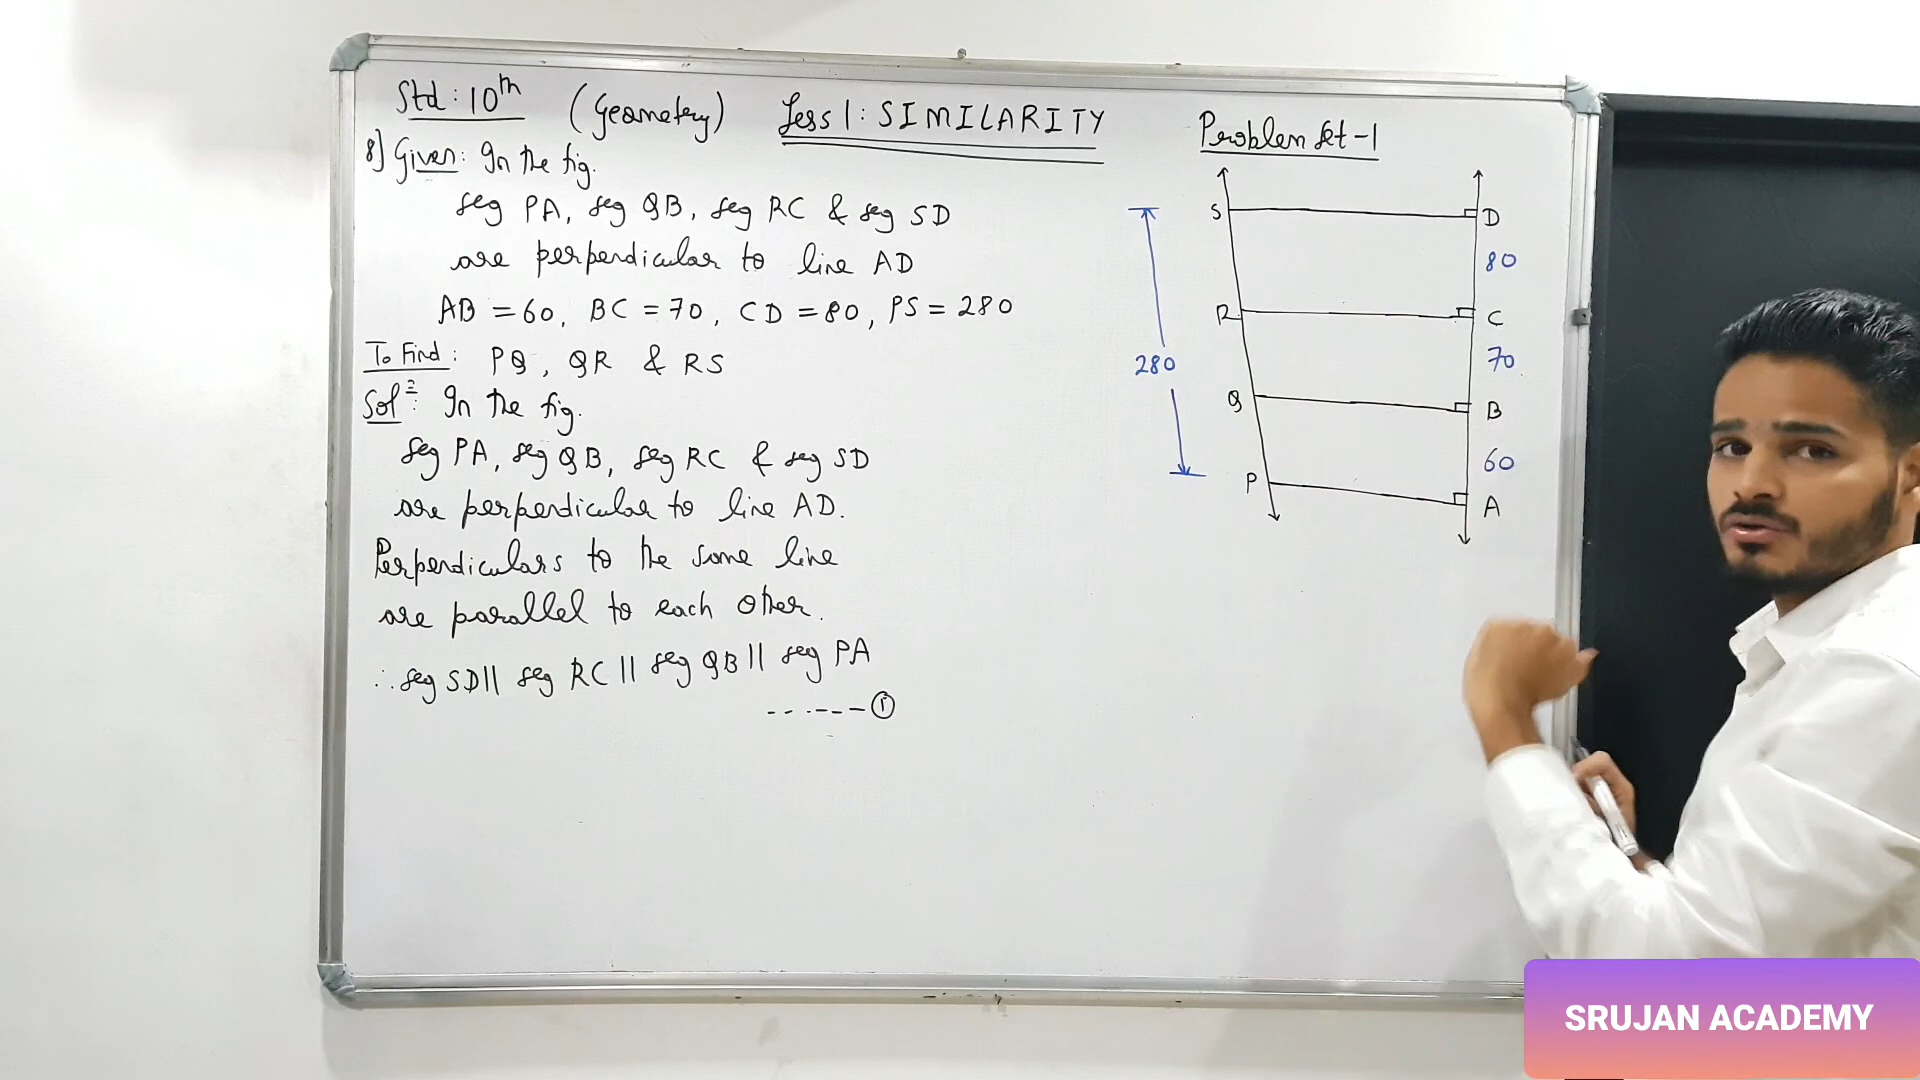 Std: 10th (Geometry) Less 1: SIMILARITY Problem Set-1
8] Given: In the fig.
seg PA, seg QB, seg RC & seg SD
are perpendicular to line AD
AB = 60, BC = 70, CD = 80, PS = 280
To Find: PQ, QR & RS
Solⁿ: In the fig.
seg PA, seg QB, seg RC & seg SD
are perpendicular to line AD.
Perpendiculars to the same line
are parallel to each other.
∴ seg SD || seg RC || seg QB || seg PA
------①
S D
80
R C
280 70
Q B
60
P A
SRUJAN ACADEMY